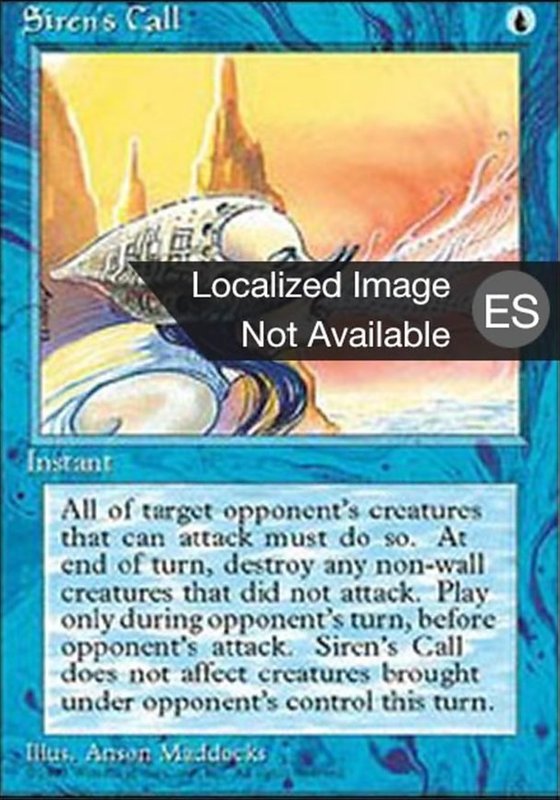 Siren's Call
Localized Image
Not Available
ES
Instant
All of target opponent's creatures
that can attack must do so. At
end of turn, destroy any non-wall
creatures that did not attack. Play
only during opponent's turn, before
opponent's attack. Siren's Call
does not affect creatures brought
under opponent's control this turn.
Illus. Anson Maddocks